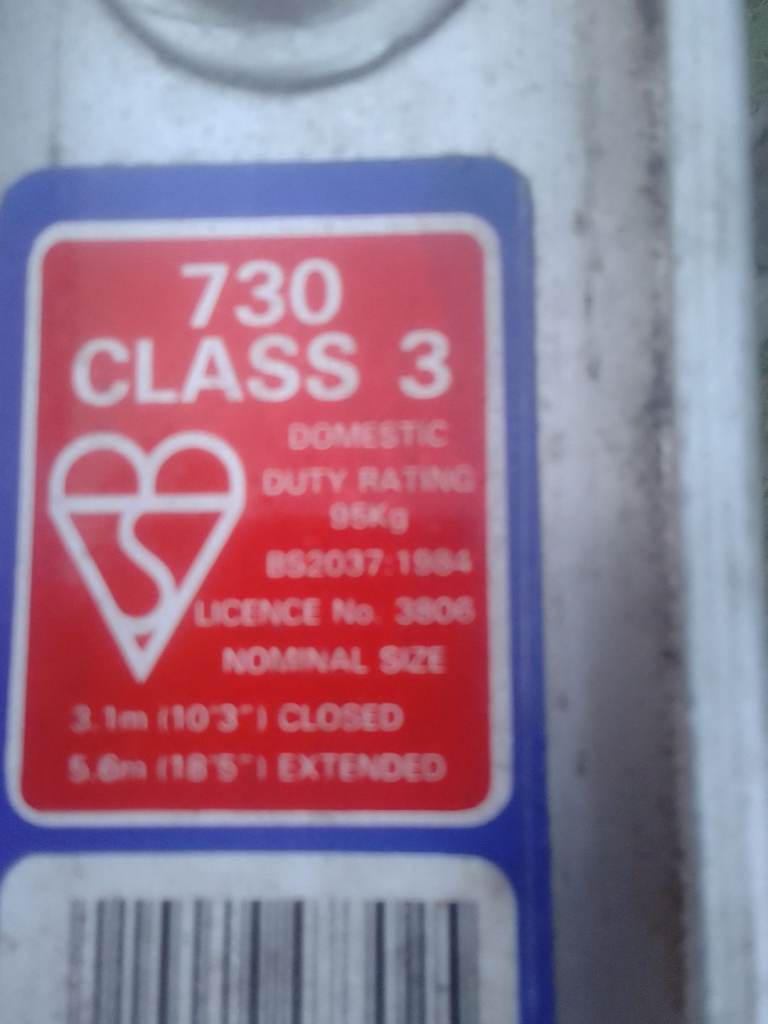 730
CLASS 3
DOMESTIC
DUTY RATING
95Kg
BS2037:1984
LICENCE No. 3806
NOMINAL SIZE
3.1m (10'3") CLOSED
5.6m (18'5") EXTENDED